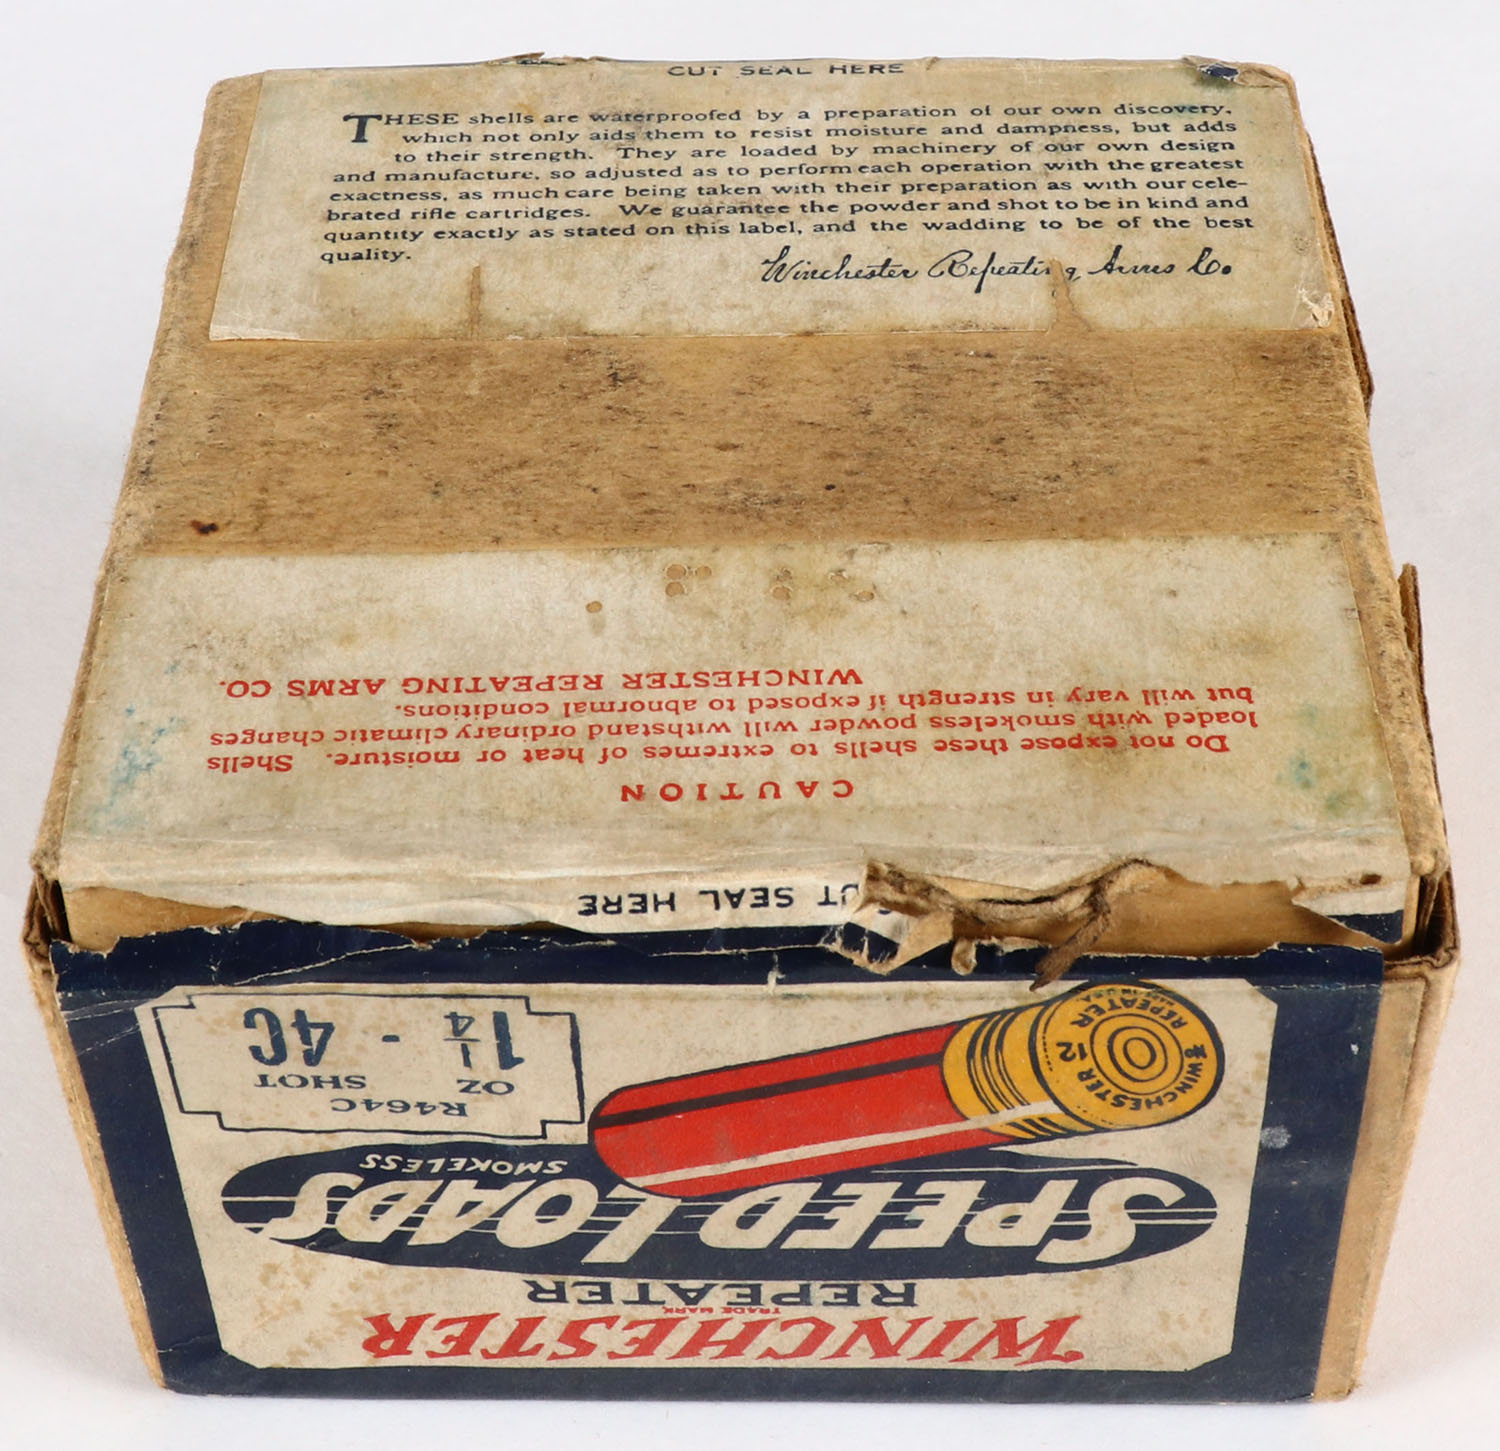 CUT SEAL HERE
THESE shells are waterproofed by a preparation of our own discovery,
which not only aids them to resist moisture and dampness, but adds
to their strength. They are loaded by machinery of our own design
and manufacture, so adjusted as to perform each operation with the greatest
exactness, as much care being taken with their preparation as with our cele-
brated rifle cartridges. We guarantee the powder and shot to be in kind and
quantity exactly as stated on this label, and the wadding to be of the best
quality.
Winchester Repeating Arms Co.
CAUTION
Do not expose these shells to extremes of heat or moisture. Shells
loaded with smokeless powder will withstand ordinary climatic changes
but will vary in strength if exposed to abnormal conditions.
WINCHESTER REPEATING ARMS CO.
CUT SEAL HERE
WINCHESTER
TRADE MARK
REPEATER
SPEED LOADS
SMOKELESS
R464C
OZ SHOT
1 1/4 - 4C
WINCHESTER 12 REPEATER
MADE IN U.S.A.